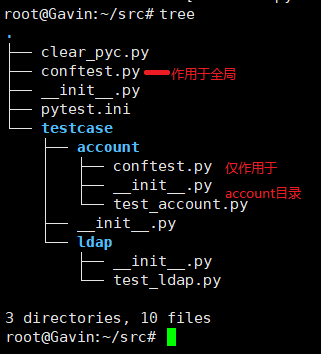 root@Gavin:~/src# tree
.
├── clear_pyc.py
├── conftest.py 作用于全局
├── __init__.py
├── pytest.ini
└── testcase
    ├── account
    │   ├── conftest.py 仅作用于
    │   ├── __init__.py
    │   └── test_account.py account目录
    ├── __init__.py
    └── ldap
        ├── __init__.py
        └── test_ldap.py

3 directories, 10 files
root@Gavin:~/src#